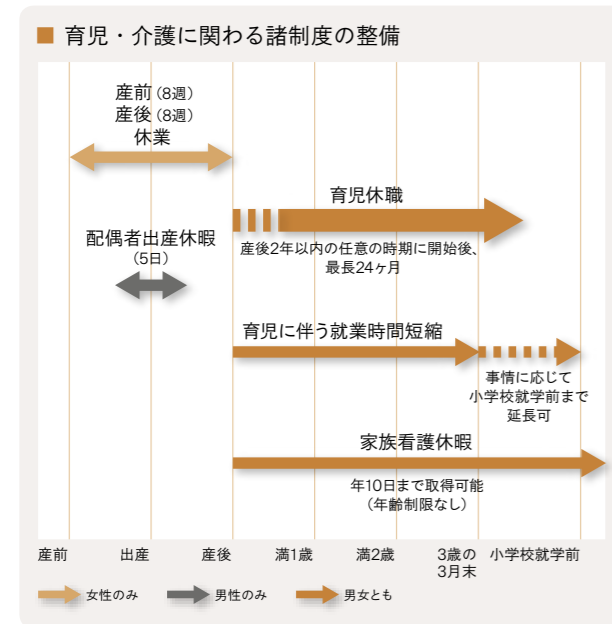 ■ 育児・介護に関わる諸制度の整備
産前(8週)
産後(8週)
休業
育児休職
産後2年以内の任意の時期に開始後、
最長24ヶ月
配偶者出産休暇
(5日)
育児に伴う就業時間短縮
事情に応じて
小学校就学前まで
延長可
家族看護休暇
年10日まで取得可能
(年齢制限なし)
産前
出産
産後
満1歳
満2歳
3歳の
3月末
小学校就学前
女性のみ
男性のみ
男女とも